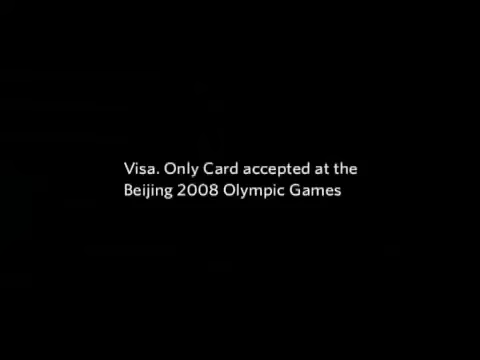 Visa. Only Card accepted at the
Beijing 2008 Olympic Games